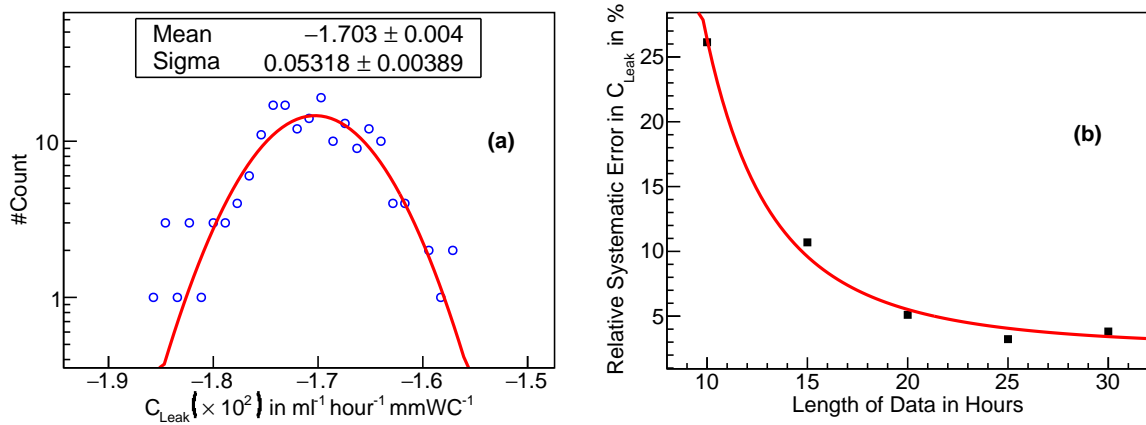 Mean −1.703 ± 0.004
Sigma 0.05318 ± 0.00389
(a)
#Count
10
1
−1.9 −1.8 −1.7 −1.6 −1.5
C_Leak (× 10²) in ml⁻¹ hour⁻¹ mmWC⁻¹
Relative Systematic Error in C_Leak in %
(b)
25
20
15
10
5
10 15 20 25 30
Length of Data in Hours